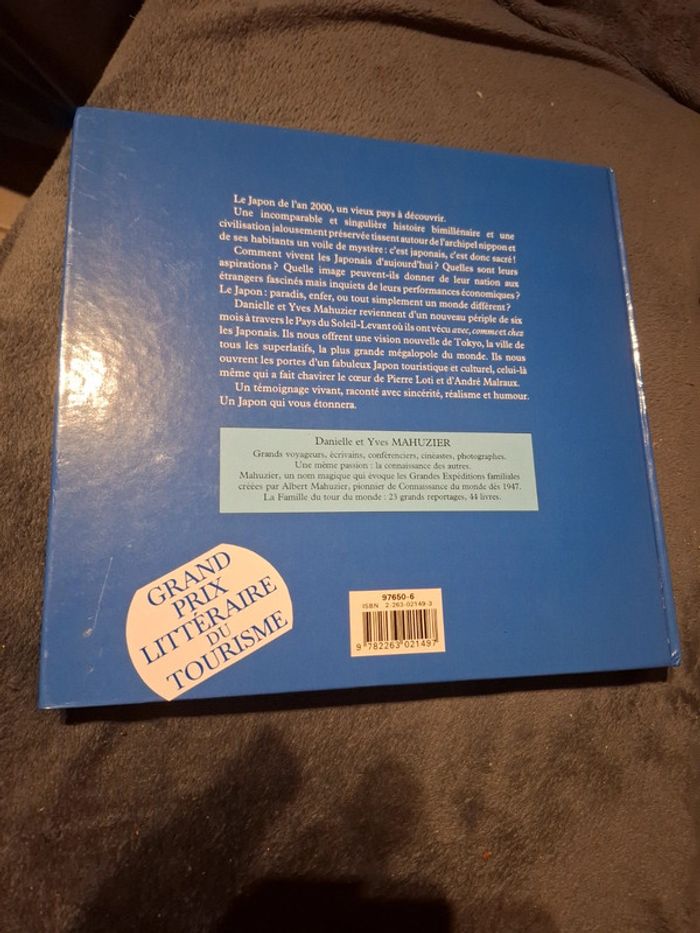 Le Japon de l'an 2000, un vieux pays à découvrir.
Une incomparable et singulière histoire bimillénaire et une
civilisation jalousement préservée tissent autour de l'archipel nippon et
de ses habitants un voile de mystère : c'est japonais, c'est donc sacré !
Comment vivent les Japonais d'aujourd'hui ? Quelles sont leurs
aspirations ? Quelle image peuvent-ils donner de leur nation aux
étrangers fascinés mais inquiets de leurs performances économiques ?
Le Japon : paradis, enfer, ou tout simplement un monde différent ?
Danielle et Yves Mahuzier reviennent d'un nouveau périple de six
mois à travers le Pays du Soleil-Levant où ils ont vécu avec, comme et chez
les Japonais. Ils nous offrent une vision nouvelle de Tokyo, la ville de
tous les superlatifs, la plus grande mégalopole du monde. Ils nous
ouvrent les portes d'un fabuleux Japon touristique et culturel, celui-là
même qui a fait chavirer le cœur de Pierre Loti et d'André Malraux.
Un témoignage vivant, raconté avec sincérité, réalisme et humour.
Un Japon qui vous étonnera.
Danielle et Yves MAHUZIER
Grands voyageurs, écrivains, conférenciers, cinéastes, photographes.
Une même passion : la connaissance des autres.
Mahuzier, un nom magique qui évoque les Grandes Expéditions familiales
créées par Albert Mahuzier, pionnier de Connaissance du monde dès 1947.
La Famille du tour du monde : 23 grands reportages, 44 livres.
GRAND
PRIX
LITTÉRAIRE
DU
TOURISME
97650-6
ISBN 2-263-02149-3
9 782263 021497